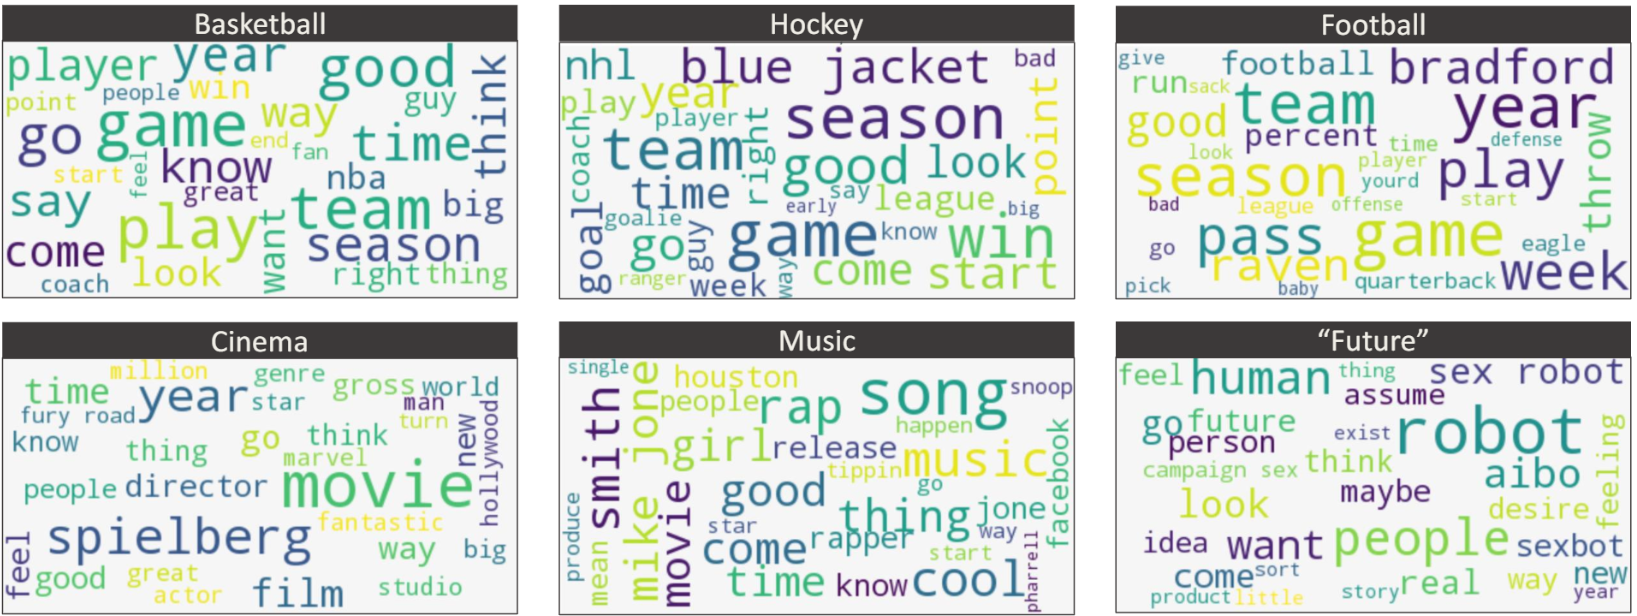 Basketball
player year good think
point people win way guy
go game end fan time
start feel know nba
say great team big
come play want season
coach look right thing
Hockey
nhl blue jacket bad
play year player season point
coach team right good look
time say league
goal goalie early . big
go guy game know win
ranger week way come start
Football
give football bradford
run sack team year
good percent time defense throw
look player
season yourd play
bad league offense start
go pass game eagle
raven week
pick baby quarterback
Cinema
million genre gross world
time year star man
fury road turn new
know thing go think hollywood
marvel
people director movie
spielberg fantastic
feel way big
good great actor film studio
Music
single houston song snoop
smith jone people rap
happen facebook
girl release music
tippin
produce mike movie good go
star thing jone
mean come rapper way
start pharrell
time know cool
“Future”
feel human thing sex robot
assume
go future exist robot feeling
person
campaign sex think aibo
look maybe desire
idea want people sexbot
come sort new
product little story real way year